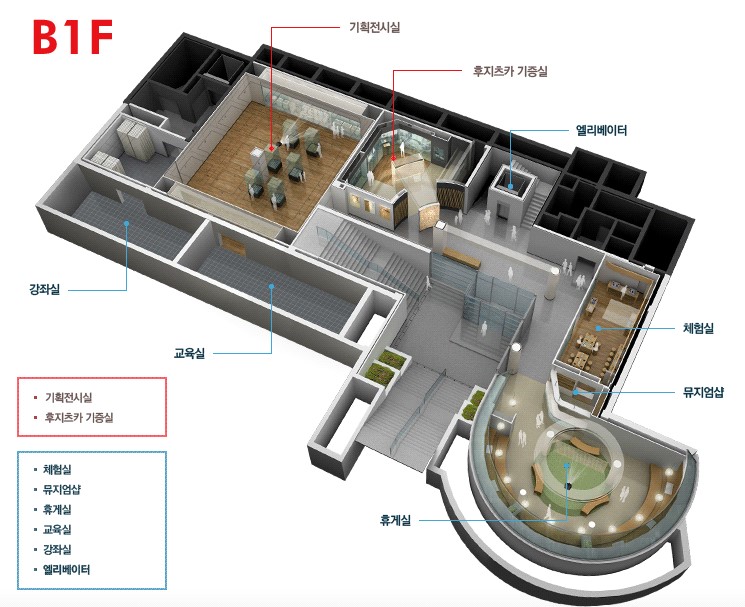 B1F
기획전시실
후지츠카 기증실
엘리베이터
강좌실
교육실
체험실
뮤지엄샵
휴게실
기획전시실
후지츠카 기증실
체험실
뮤지엄샵
휴게실
교육실
강좌실
엘리베이터